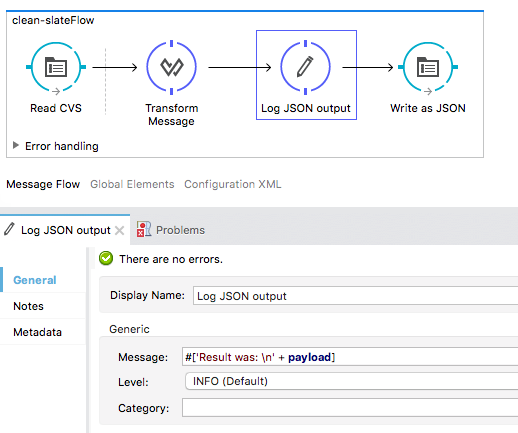 clean-slateFlow
Read CVS
Transform
Message
Log JSON output
Write as JSON
Error handling
Message Flow Global Elements Configuration XML
Log JSON output Problems
There are no errors.
General
Notes
Metadata
Display Name: Log JSON output
Generic
Message: #['Result was: \n' + payload]
Level: INFO (Default)
Category: